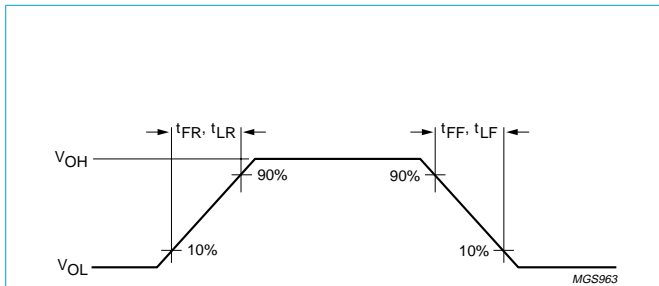 tFR, tLR
tFF, tLF
VOH
90%
90%
10%
10%
VOL
MGS963